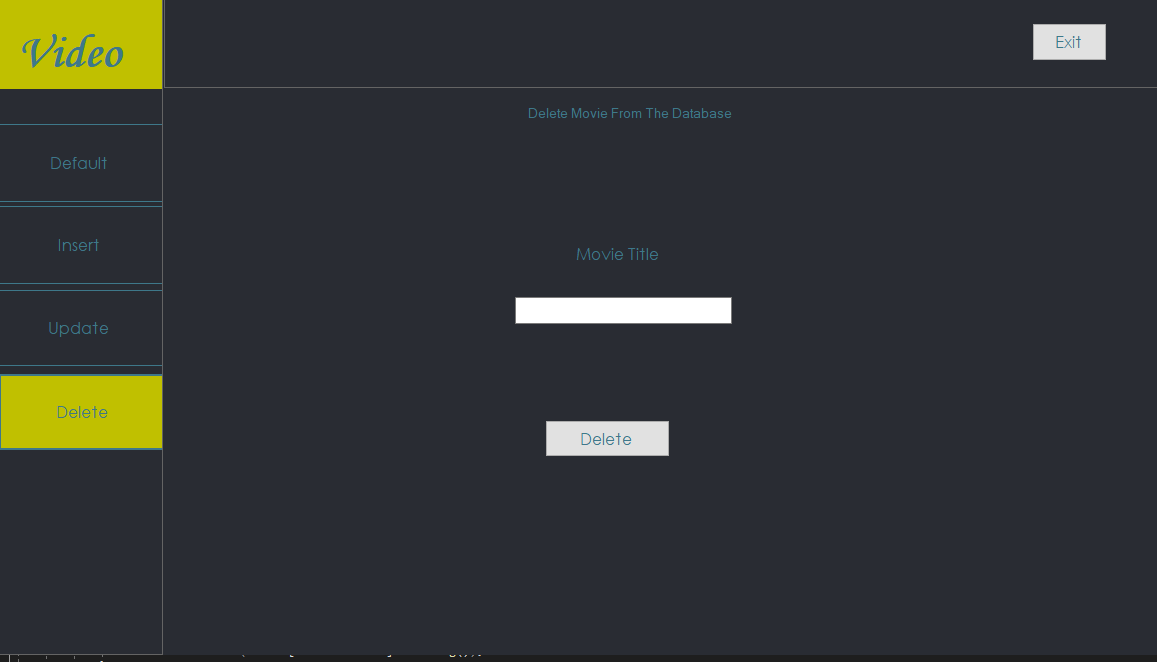 Video
Exit
Delete Movie From The Database
Default
Insert
Movie Title
Update
Delete
Delete